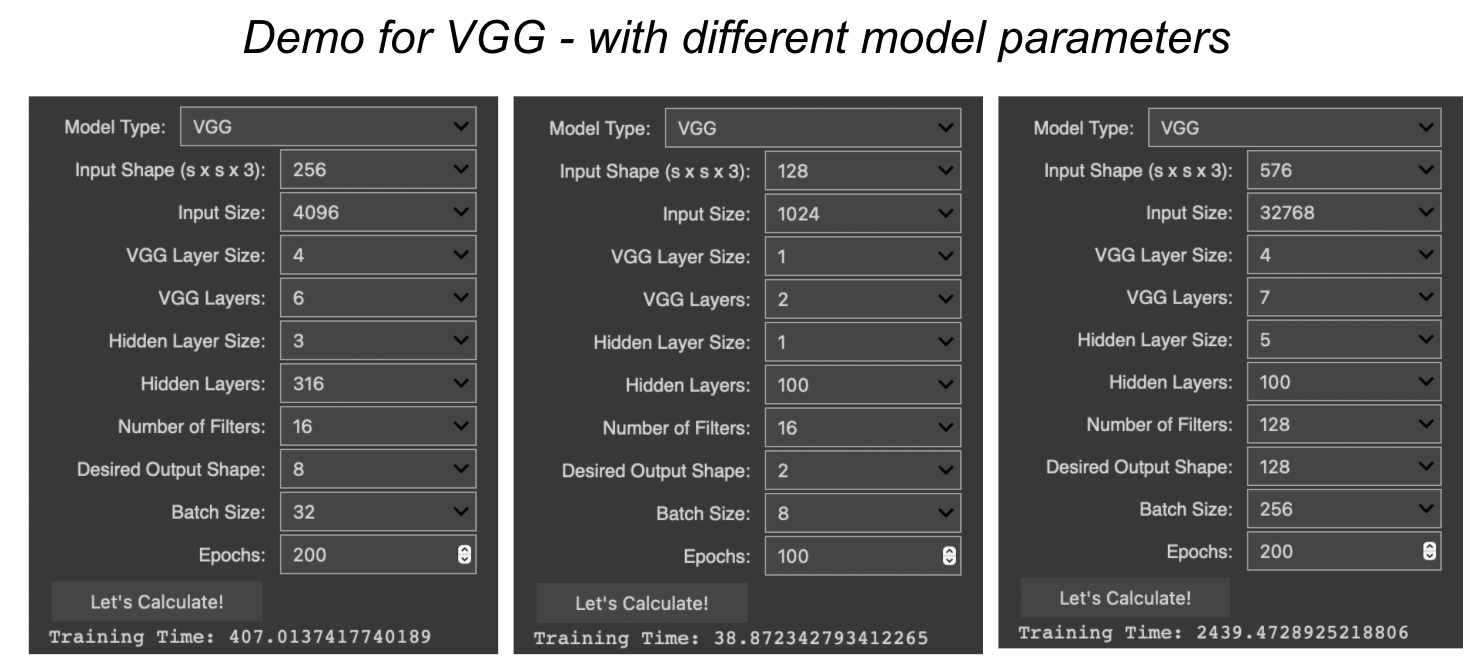 Demo for VGG - with different model parameters
Model Type: VGG
Input Shape (s x s x 3): 256
Input Size: 4096
VGG Layer Size: 4
VGG Layers: 6
Hidden Layer Size: 3
Hidden Layers: 316
Number of Filters: 16
Desired Output Shape: 8
Batch Size: 32
Epochs: 200
Let's Calculate!
Training Time: 407.0137417740189
Model Type: VGG
Input Shape (s x s x 3): 128
Input Size: 1024
VGG Layer Size: 1
VGG Layers: 2
Hidden Layer Size: 1
Hidden Layers: 100
Number of Filters: 16
Desired Output Shape: 2
Batch Size: 8
Epochs: 100
Let's Calculate!
Training Time: 38.872342793412265
Model Type: VGG
Input Shape (s x s x 3): 576
Input Size: 32768
VGG Layer Size: 4
VGG Layers: 7
Hidden Layer Size: 5
Hidden Layers: 100
Number of Filters: 128
Desired Output Shape: 128
Batch Size: 256
Epochs: 200
Let's Calculate!
Training Time: 2439.4728925218806